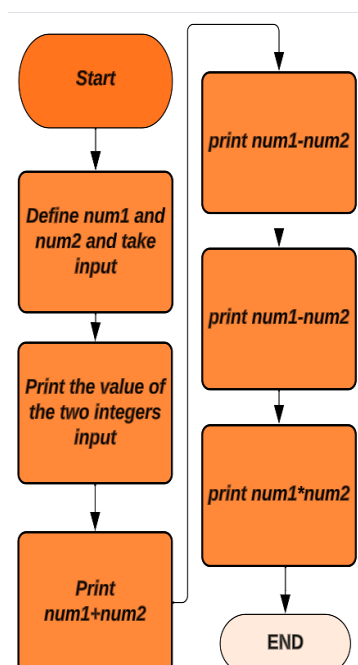 Start
Define num1 and
num2 and take
input
Print the value of
the two integers
input
Print
num1+num2
print num1-num2
print num1-num2
print num1*num2
END